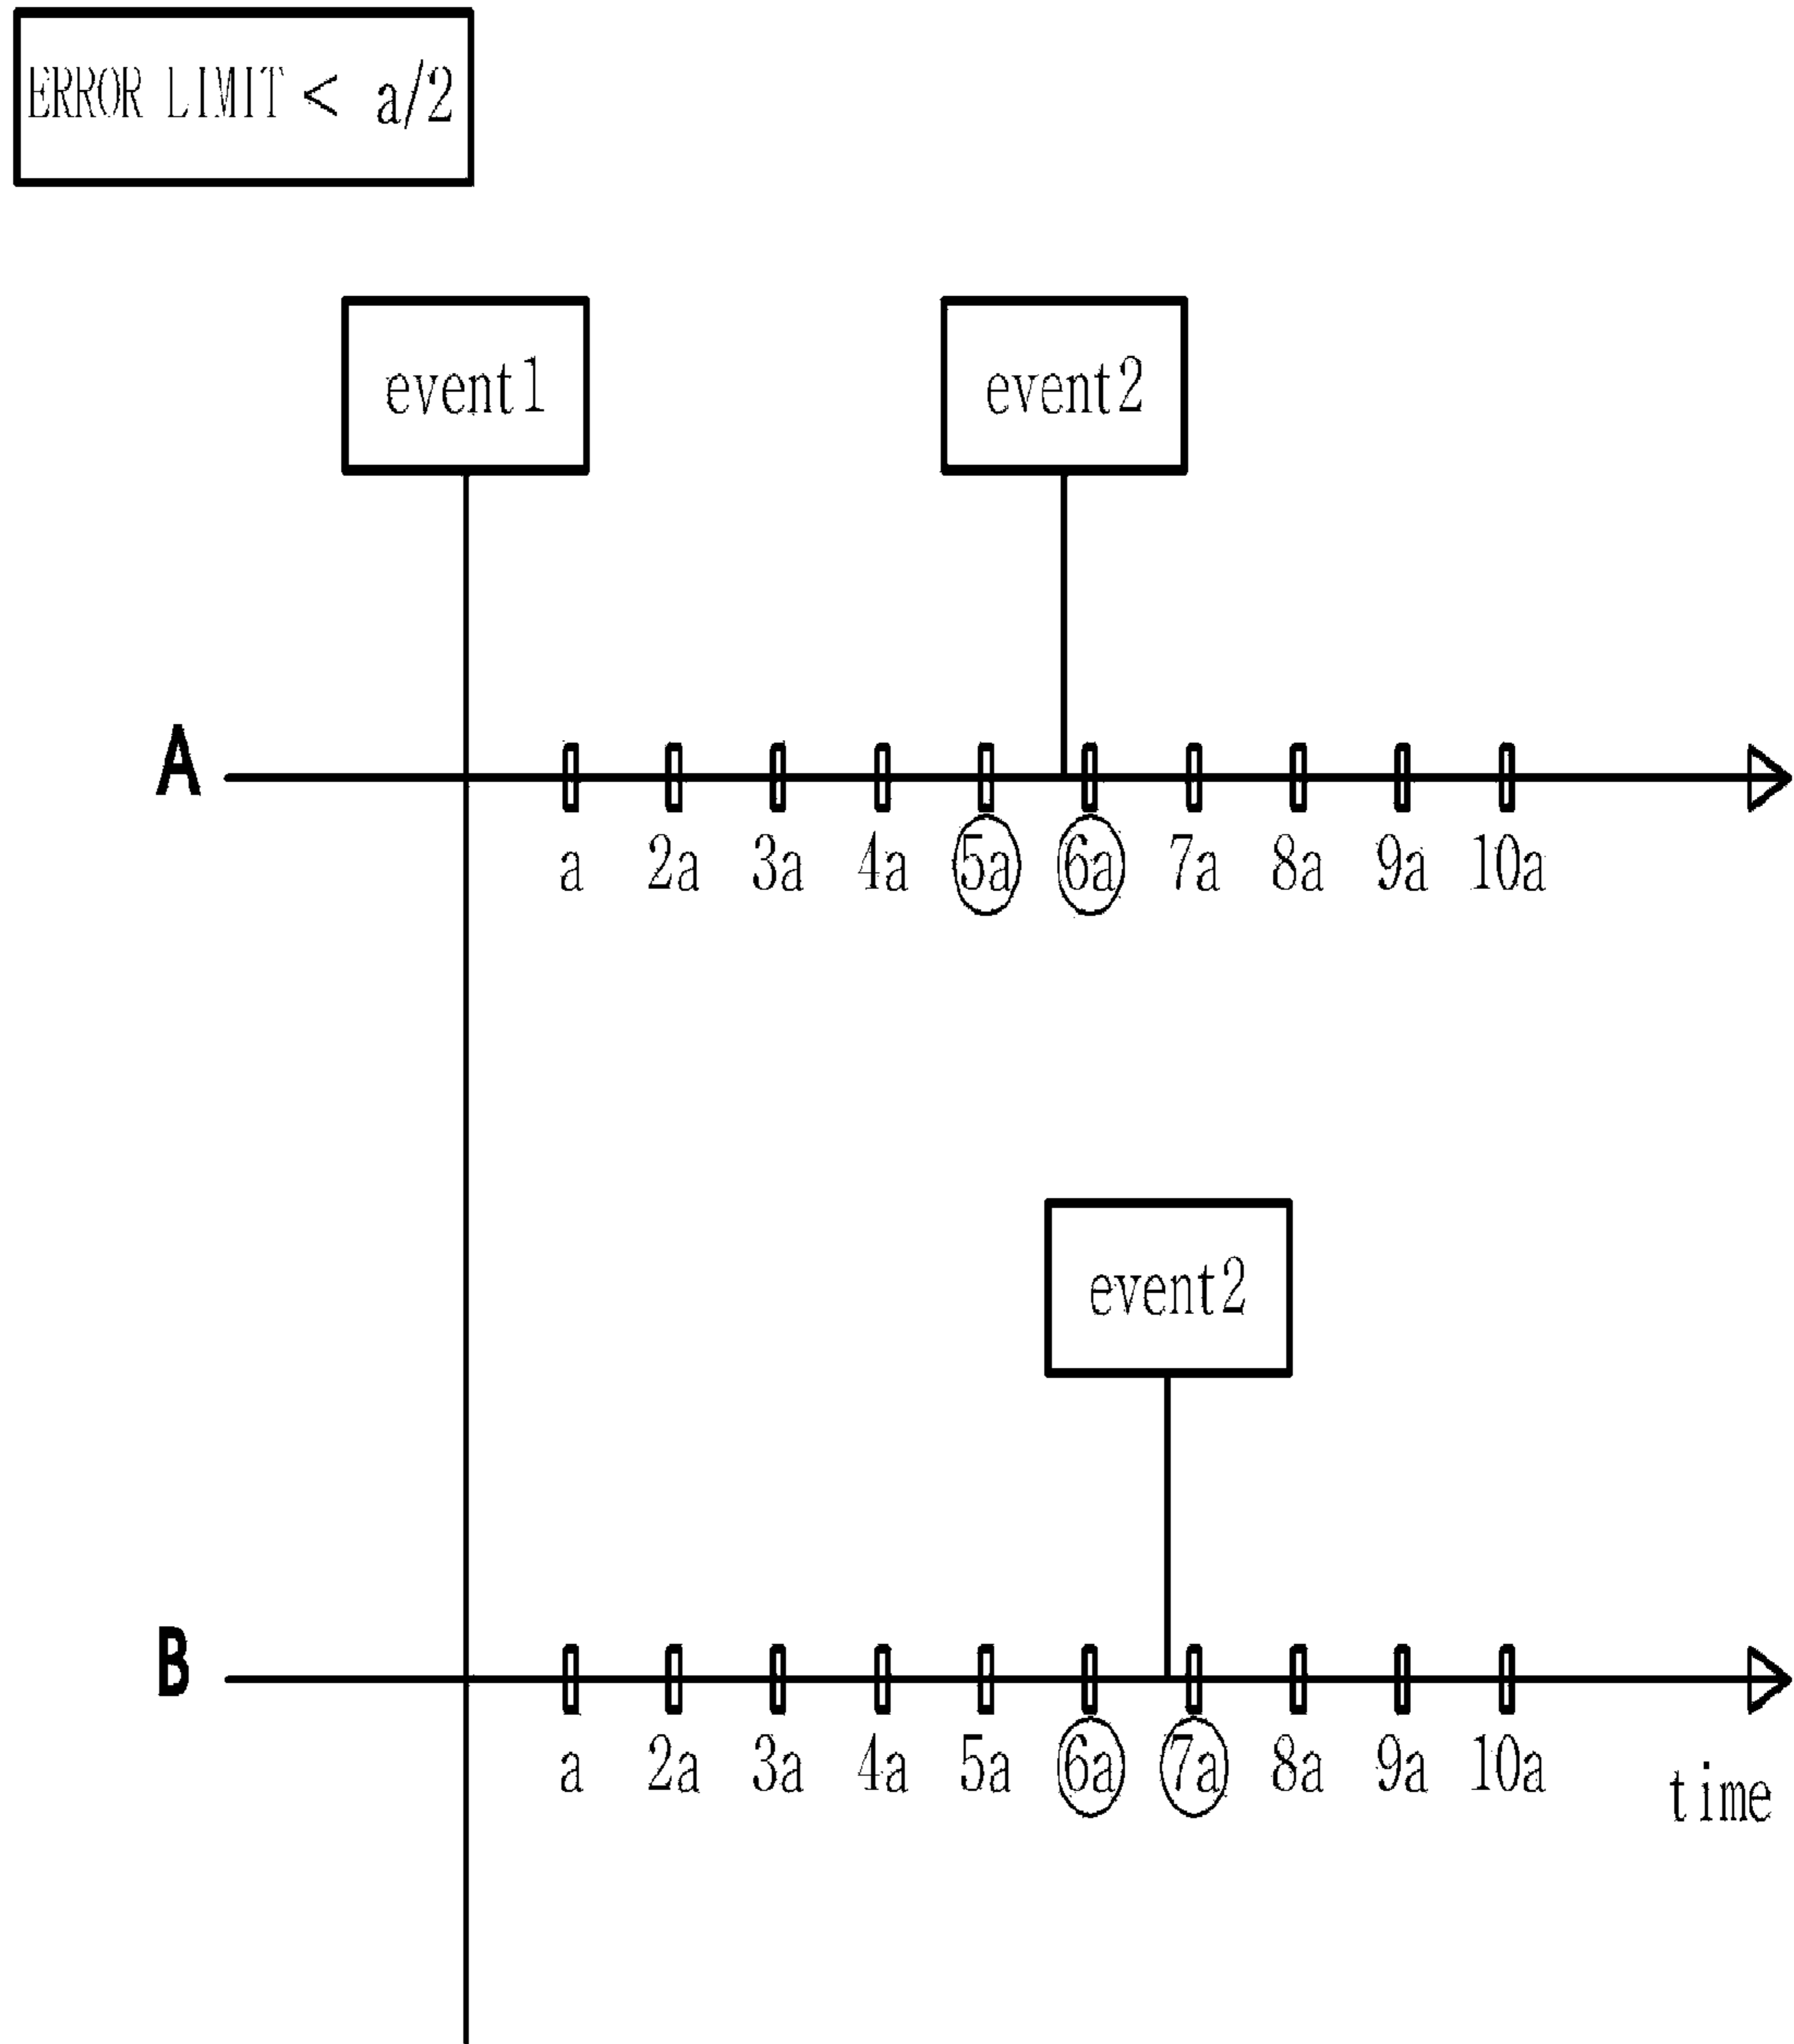 ERROR LIMIT < a/2
event1 event2
A
a 2a 3a 4a 5a 6a 7a 8a 9a 10a
event2
B
a 2a 3a 4a 5a 6a 7a 8a 9a 10a
time